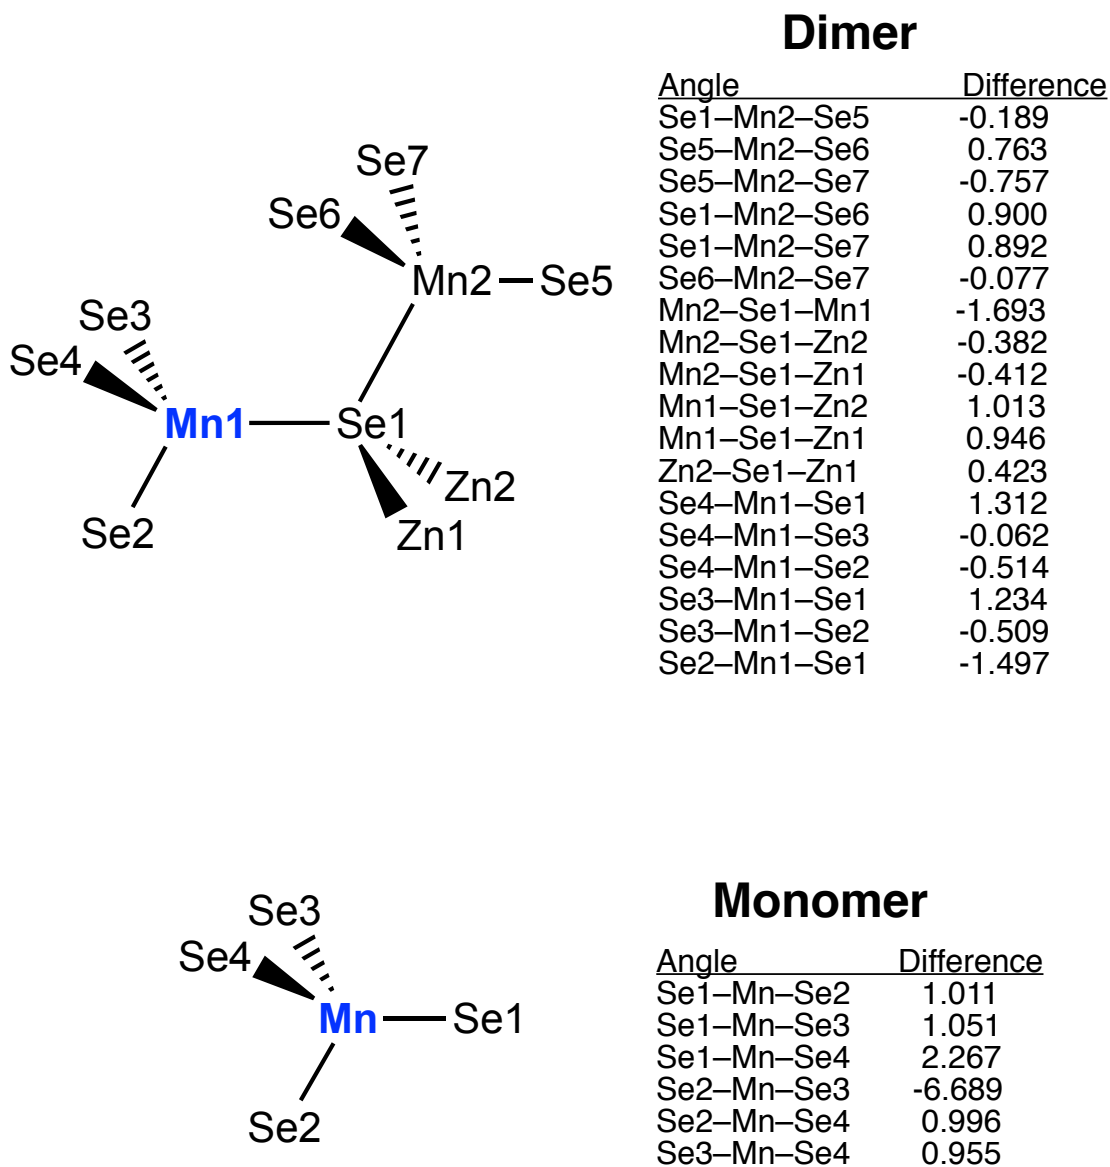 Dimer
Angle Difference
Se1–Mn2–Se5 -0.189
Se5–Mn2–Se6 0.763
Se5–Mn2–Se7 -0.757
Se1–Mn2–Se6 0.900
Se1–Mn2–Se7 0.892
Se6–Mn2–Se7 -0.077
Mn2–Se1–Mn1 -1.693
Mn2–Se1–Zn2 -0.382
Mn2–Se1–Zn1 -0.412
Mn1–Se1–Zn2 1.013
Mn1–Se1–Zn1 0.946
Zn2–Se1–Zn1 0.423
Se4–Mn1–Se1 1.312
Se4–Mn1–Se3 -0.062
Se4–Mn1–Se2 -0.514
Se3–Mn1–Se1 1.234
Se3–Mn1–Se2 -0.509
Se2–Mn1–Se1 -1.497
Se7
Se6
Mn2 Se5
Se3
Se4
Mn1 Se1
Zn2
Se2 Zn1
Monomer
Angle Difference
Se1–Mn–Se2 1.011
Se1–Mn–Se3 1.051
Se1–Mn–Se4 2.267
Se2–Mn–Se3 -6.689
Se2–Mn–Se4 0.996
Se3–Mn–Se4 0.955
Se3
Se4
Mn Se1
Se2